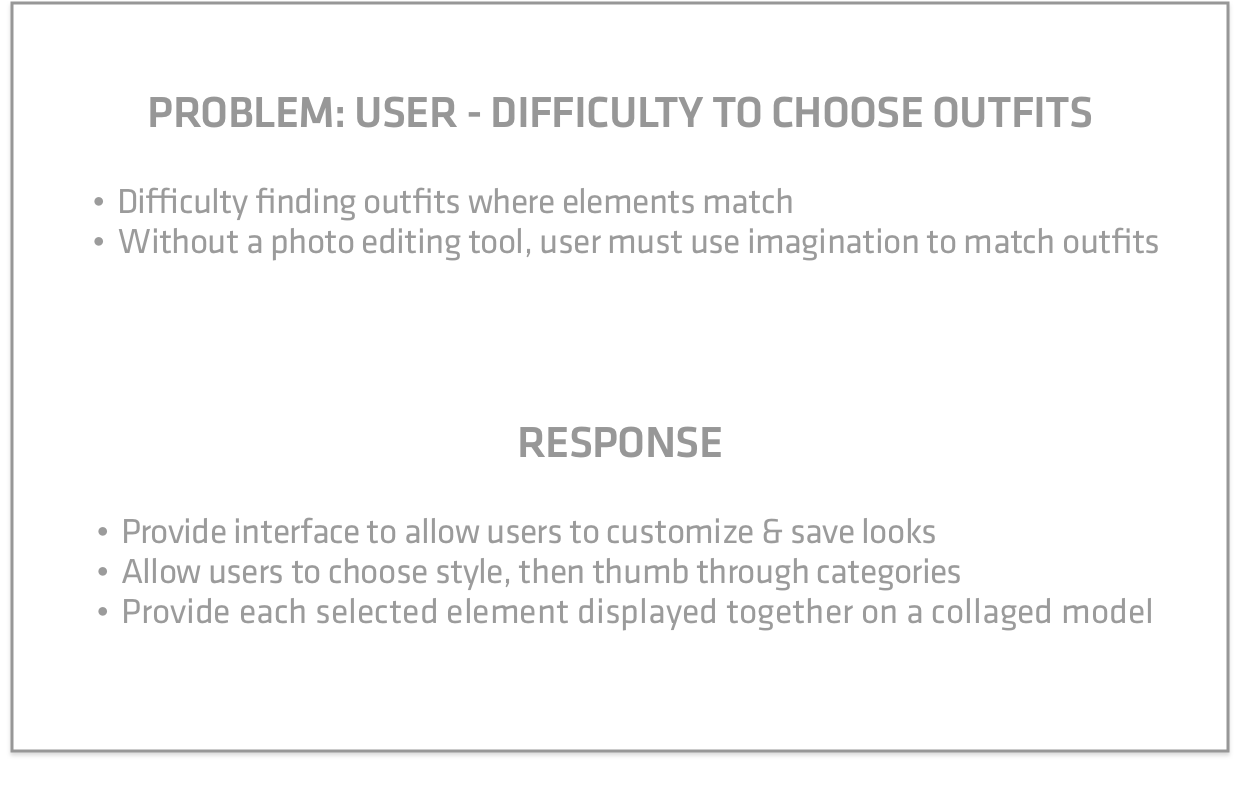 PROBLEM: USER - DIFFICULTY TO CHOOSE OUTFITS
• Difficulty finding outfits where elements match
• Without a photo editing tool, user must use imagination to match outfits
RESPONSE
• Provide interface to allow users to customize & save looks
• Allow users to choose style, then thumb through categories
• Provide each selected element displayed together on a collaged model